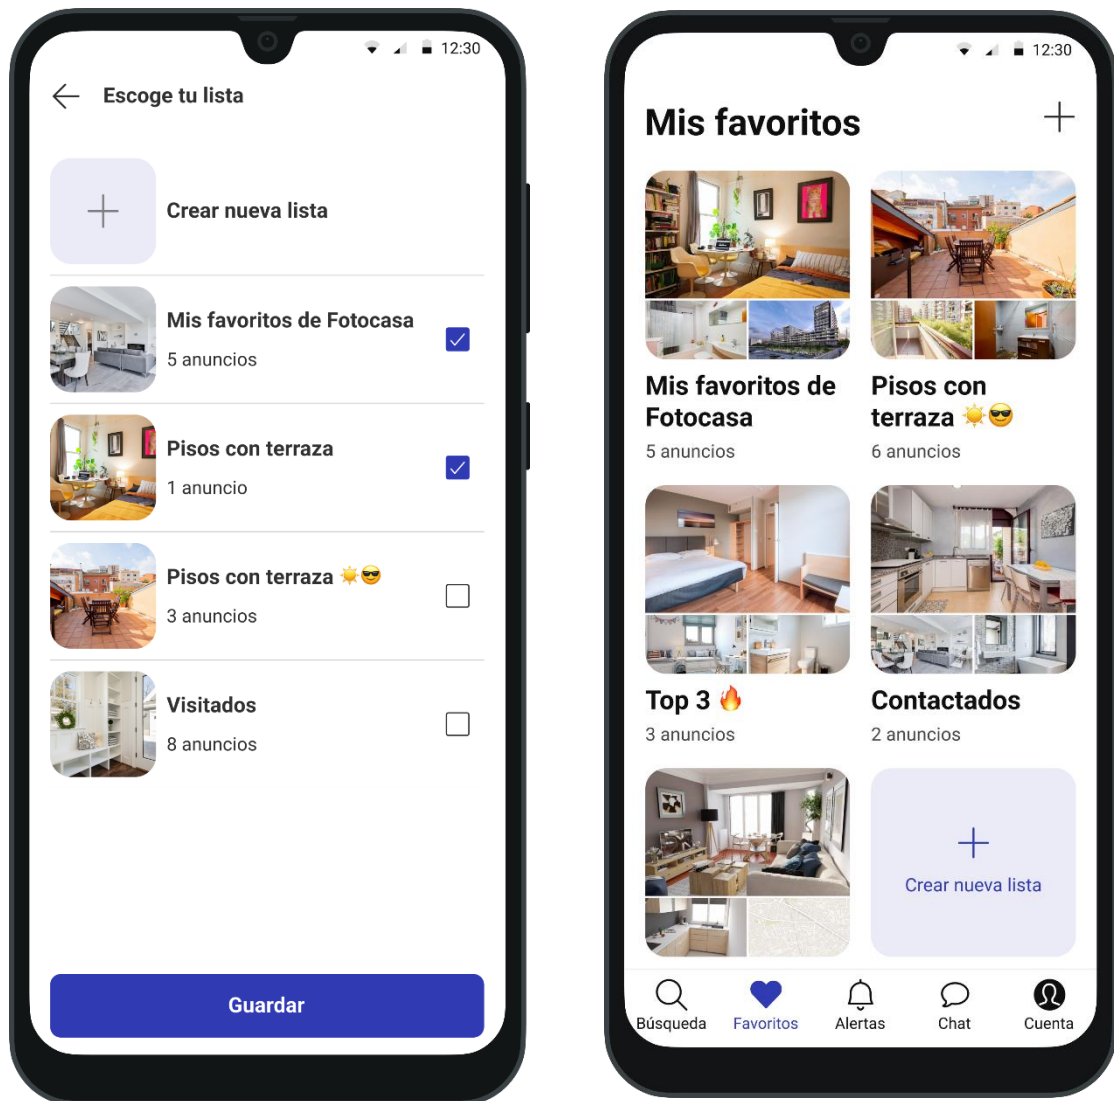 12:30
Escoge tu lista
Crear nueva lista
Mis favoritos de Fotocasa
5 anuncios
Pisos con terraza
1 anuncio
Pisos con terraza ☀️😎
3 anuncios
Visitados
8 anuncios
Guardar
12:30
Mis favoritos
Mis favoritos de
Fotocasa
5 anuncios
Pisos con
terraza ☀️😎
6 anuncios
Top 3 🔥
3 anuncios
Contactados
2 anuncios
Crear nueva lista
Búsqueda
Favoritos
Alertas
Chat
Cuenta